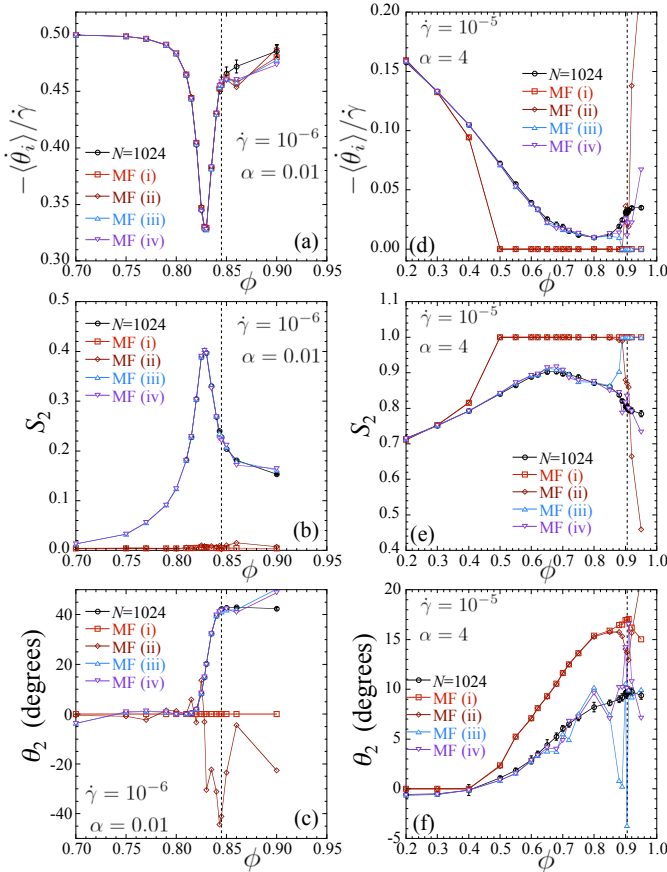 −⟨θ̇ᵢ⟩/γ̇
0.50
0.45
0.40
0.35
0.30
N=1024
MF (i)
MF (ii)
MF (iii)
MF (iv)
γ̇ = 10⁻⁶
α = 0.01
(a)
0.70 0.75 0.80 0.85 0.90 0.95
ϕ
−⟨θ̇ᵢ⟩/γ̇
0.20
0.15
0.10
0.05
0.00
γ̇ = 10⁻⁵
α = 4
N=1024
MF (i)
MF (ii)
MF (iii)
MF (iv)
(d)
0.2 0.3 0.4 0.5 0.6 0.7 0.8 0.9 1.0
ϕ
S₂
0.5
0.4
0.3
0.2
0.1
0.0
N=1024
MF (i)
MF (ii)
MF (iii)
MF (iv)
γ̇ = 10⁻⁶
α = 0.01
(b)
0.70 0.75 0.80 0.85 0.90 0.95
ϕ
S₂
1.1
1.0
0.9
0.8
0.7
0.6
0.5
0.4
γ̇ = 10⁻⁵
α = 4
N=1024
MF (i)
MF (ii)
MF (iii)
MF (iv)
(e)
0.2 0.3 0.4 0.5 0.6 0.7 0.8 0.9 1.0
ϕ
θ₂ (degrees)
40
20
0
-20
-40
N=1024
MF (i)
MF (ii)
MF (iii)
MF (iv)
γ̇ = 10⁻⁶
α = 0.01
(c)
0.70 0.75 0.80 0.85 0.90 0.95
ϕ
θ₂ (degrees)
20
15
10
5
0
-5
γ̇ = 10⁻⁵
α = 4
N=1024
MF (i)
MF (ii)
MF (iii)
MF (iv)
(f)
0.2 0.3 0.4 0.5 0.6 0.7 0.8 0.9 1.0
ϕ